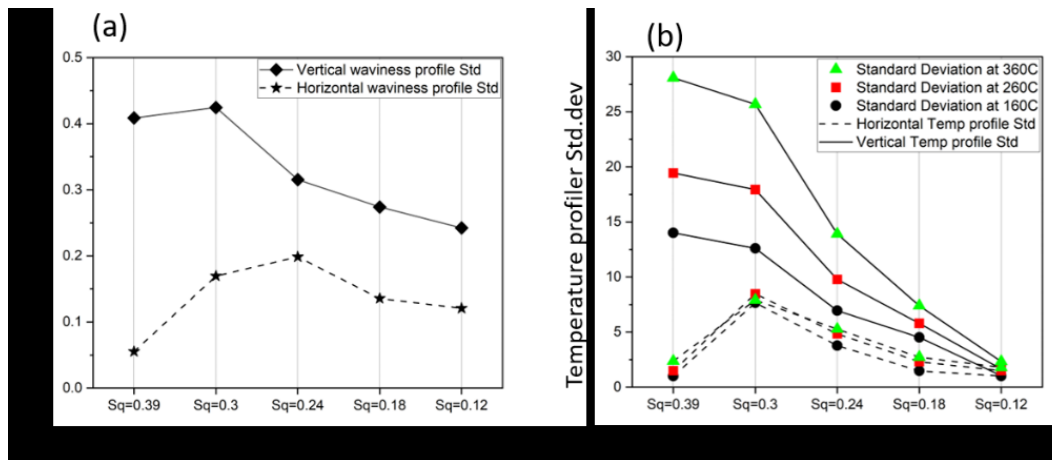 (a)
0.5
0.4
0.3
0.2
0.1
0.0
Vertical waviness profile Std
Horizontal waviness profile Std
Sq=0.39 Sq=0.3 Sq=0.24 Sq=0.18 Sq=0.12
(b)
Temperature profiler Std.dev
30
25
20
15
10
5
0
Standard Deviation at 360C
Standard Deviation at 260C
Standard Deviation at 160C
Horizontal Temp profile Std
Vertical Temp profile Std
Sq=0.39 Sq=0.3 Sq=0.24 Sq=0.18 Sq=0.12